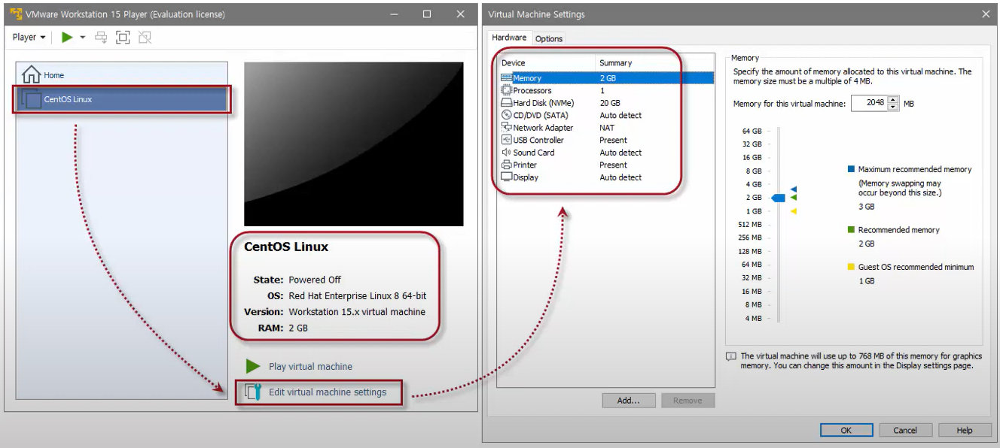 VMware Workstation 15 Player (Evaluation license)
Player
Home
CentOS Linux
CentOS Linux
State: Powered Off
OS: Red Hat Enterprise Linux 8 64-bit
Version: Workstation 15.x virtual machine
RAM: 2 GB
Play virtual machine
Edit virtual machine settings
Virtual Machine Settings
Hardware Options
Device Summary
Memory 2 GB
Processors 1
Hard Disk (NVMe) 20 GB
CD/DVD (SATA) Auto detect
Network Adapter NAT
USB Controller Present
Sound Card Auto detect
Printer Present
Display Auto detect
Add... Remove
Memory
Specify the amount of memory allocated to this virtual machine. The
memory size must be a multiple of 4 MB.
Memory for this virtual machine: 2048 MB
64 GB
32 GB
16 GB
8 GB
4 GB
2 GB
1 GB
512 MB
256 MB
128 MB
64 MB
32 MB
16 MB
8 MB
4 MB
Maximum recommended memory
(Memory swapping may
occur beyond this size.)
3 GB
Recommended memory
2 GB
Guest OS recommended minimum
1 GB
The virtual machine will use up to 768 MB of this memory for graphics
memory. You can change this amount in the Display settings page.
OK Cancel Help